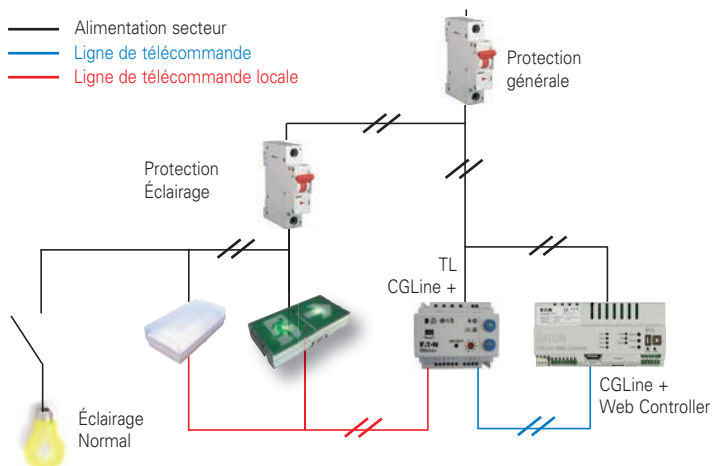 Alimentation secteur
Ligne de télécommande
Ligne de télécommande locale
Protection
générale
Protection
Éclairage
TL
CGLine +
EATON
CGLine +
Web Controller
Éclairage
Normal